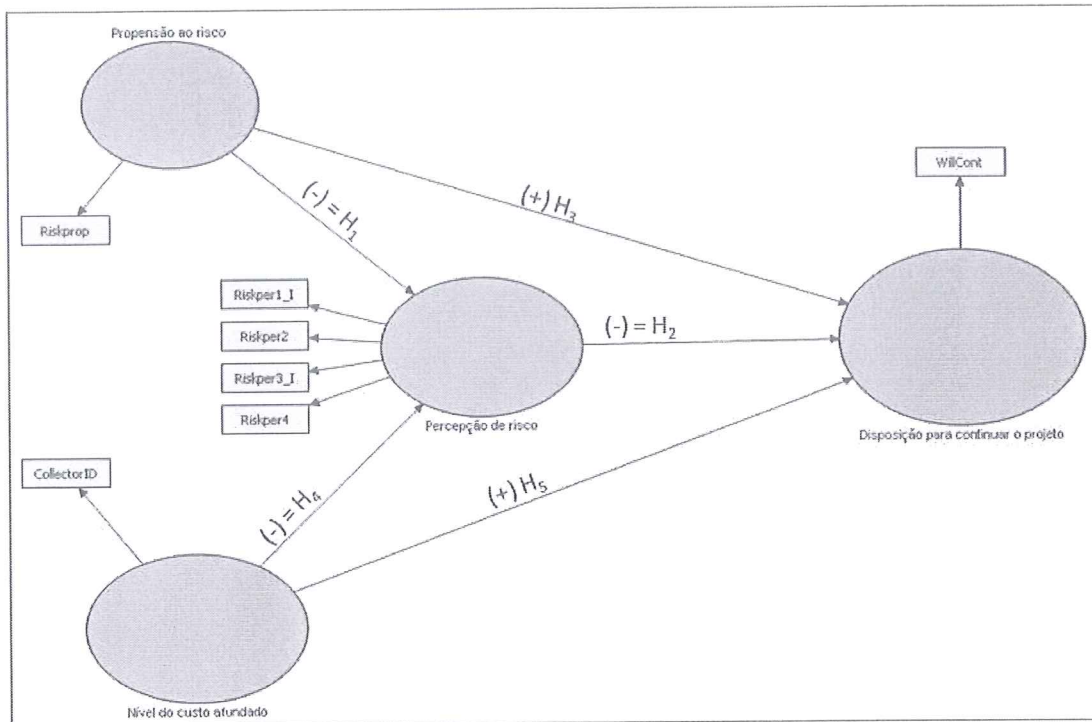 Propensão ao risco
WillCont
(+) H₃
Riskprop
(-) = H₁
Riskper1_I
Riskper2
(-) = H₂
Riskper3_I
Riskper4
Percepção de risco
Disposição para continuar o projeto
CollectorID
(-) = H₄
(+) H₅
Nível do custo afundado